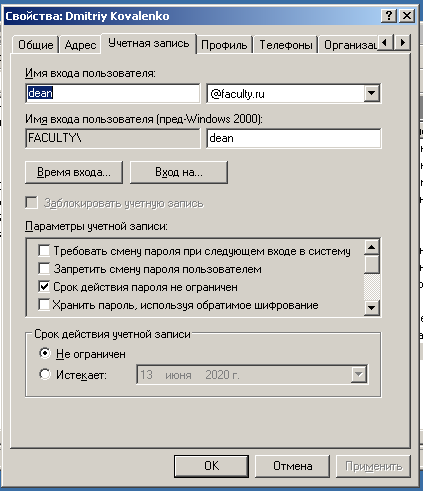 Свойства: Dmitriy Kovalenko
Общие Адрес Учетная запись Профиль Телефоны Организац
Имя входа пользователя:
dean @faculty.ru
Имя входа пользователя (пред-Windows 2000):
FACULTY\ dean
Время входа... Вход на...
Заблокировать учетную запись
Параметры учетной записи:
Требовать смену пароля при следующем входе в систему
Запретить смену пароля пользователем
Срок действия пароля не ограничен
Хранить пароль, используя обратимое шифрование
Срок действия учетной записи
Не ограничен
Истекает: 13 июня 2020 г.
OK Отмена Применить